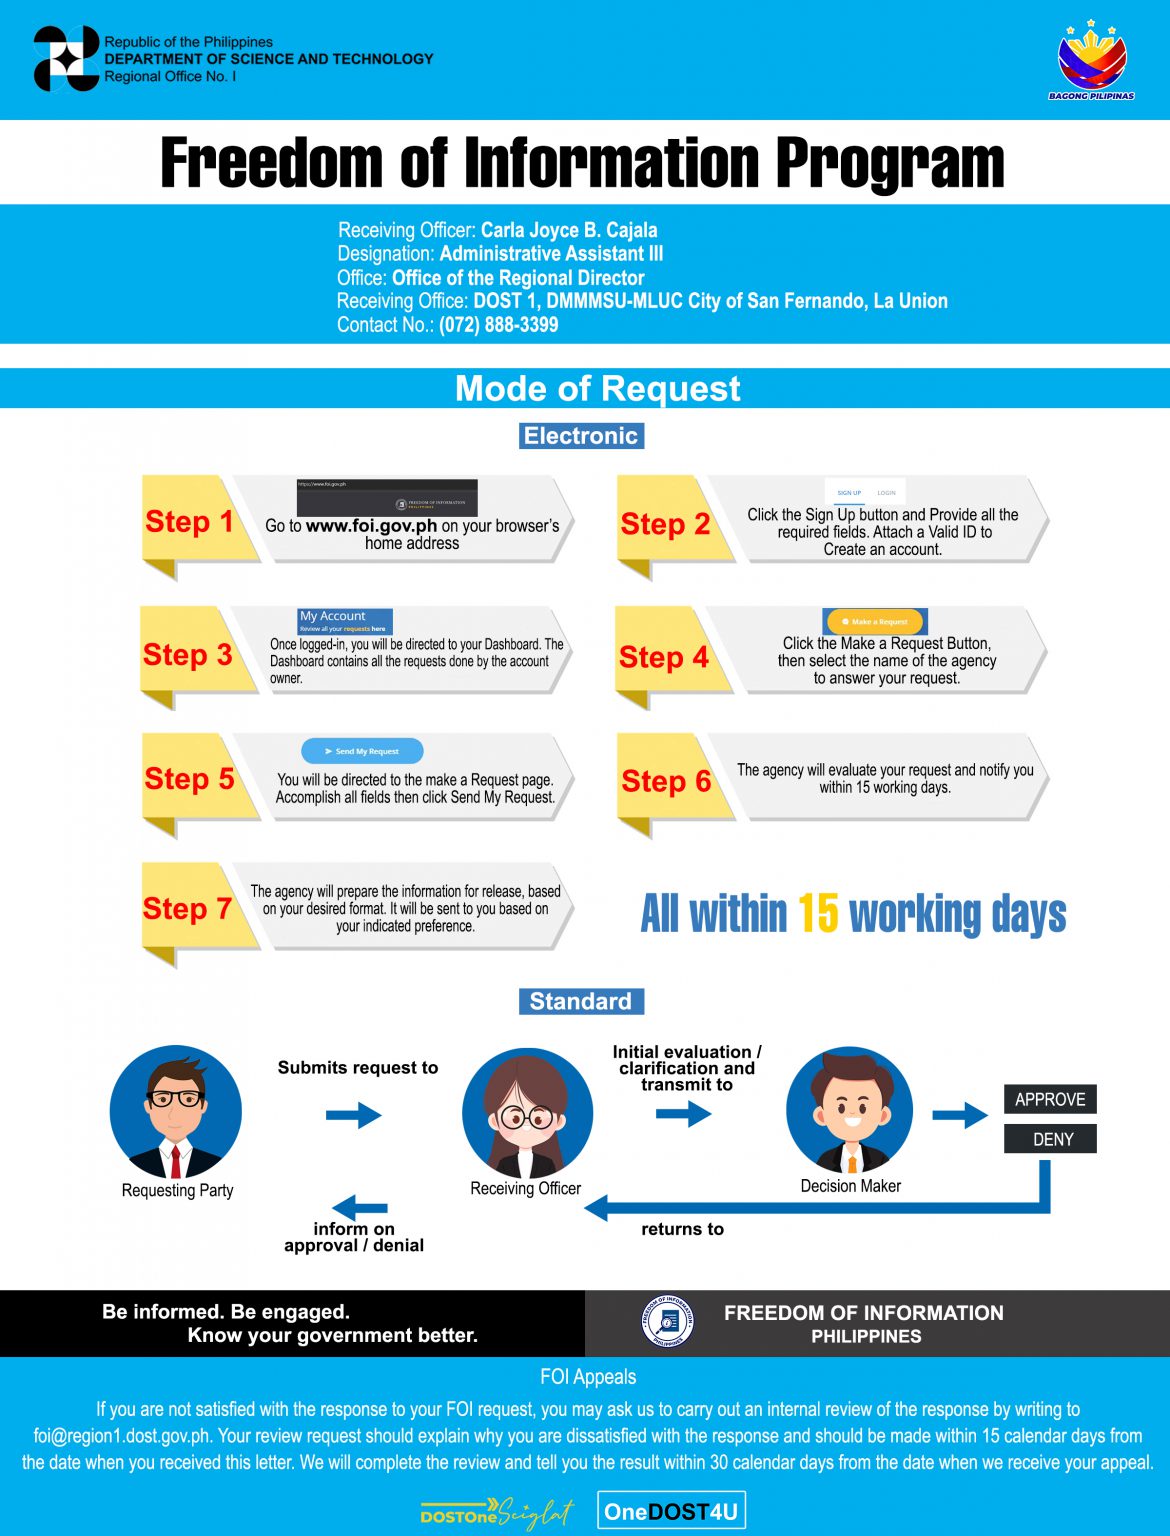 Republic of the Philippines
DEPARTMENT OF SCIENCE AND TECHNOLOGY
Regional Office No. I
BAGONG PILIPINAS
Freedom of Information Program
Receiving Officer: Carla Joyce B. Cajala
Designation: Administrative Assistant III
Office: Office of the Regional Director
Receiving Office: DOST 1, DMMMSU-MLUC City of San Fernando, La Union
Contact No.: (072) 888-3399
Mode of Request
Electronic
Step 1
https://www.foi.gov.ph
FREEDOM OF INFORMATION
PHILIPPINES
Go to www.foi.gov.ph on your browser's
home address
Step 2
SIGN UP LOGIN
Click the Sign Up button and Provide all the
required fields. Attach a Valid ID to
Create an account.
Step 3
My Account
Review all your requests here
Once logged-in, you will be directed to your Dashboard. The
Dashboard contains all the requests done by the account
owner.
Step 4
Make a Request
Click the Make a Request Button,
then select the name of the agency
to answer your request.
Step 5
Send My Request
You will be directed to the make a Request page.
Accomplish all fields then click Send My Request.
Step 6
The agency will evaluate your request and notify you
within 15 working days.
Step 7
The agency will prepare the information for release, based
on your desired format. It will be sent to you based on
your indicated preference.
All within 15 working days
Standard
Submits request to
Initial evaluation /
clarification and
transmit to
APPROVE
DENY
Requesting Party
Receiving Officer
Decision Maker
inform on
approval / denial
returns to
Be informed. Be engaged.
Know your government better.
FREEDOM OF INFORMATION
PHILIPPINES
FREEDOM OF INFORMATION
PHILIPPINES
FOI Appeals
If you are not satisfied with the response to your FOI request, you may ask us to carry out an internal review of the response by writing to
foi@region1.dost.gov.ph. Your review request should explain why you are dissatisfied with the response and should be made within 15 calendar days from
the date when you received this letter. We will complete the review and tell you the result within 30 calendar days from the date when we receive your appeal.
DOSTOne Sciglat
OneDOST4U